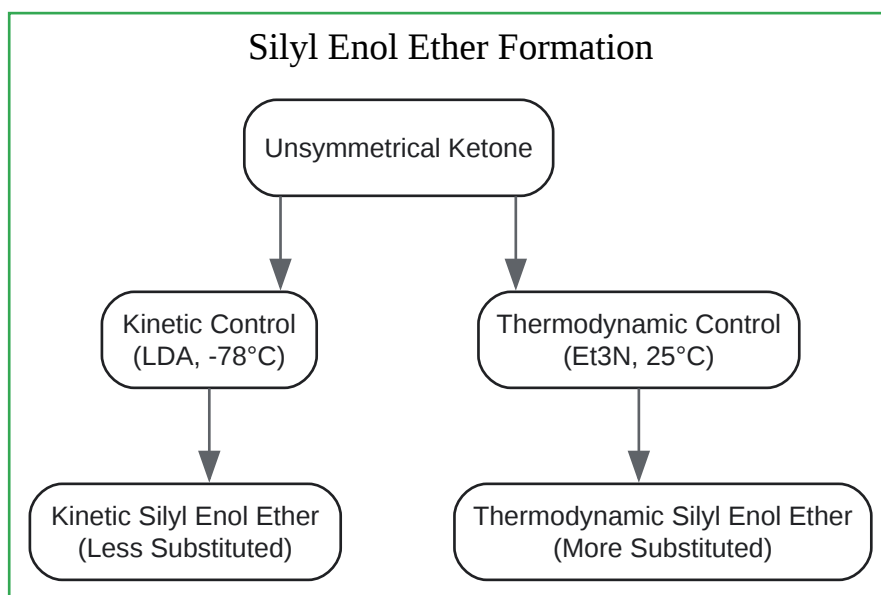 Silyl Enol Ether Formation
Unsymmetrical Ketone
Kinetic Control
(LDA, -78°C)
Thermodynamic Control
(Et3N, 25°C)
Kinetic Silyl Enol Ether
(Less Substituted)
Thermodynamic Silyl Enol Ether
(More Substituted)